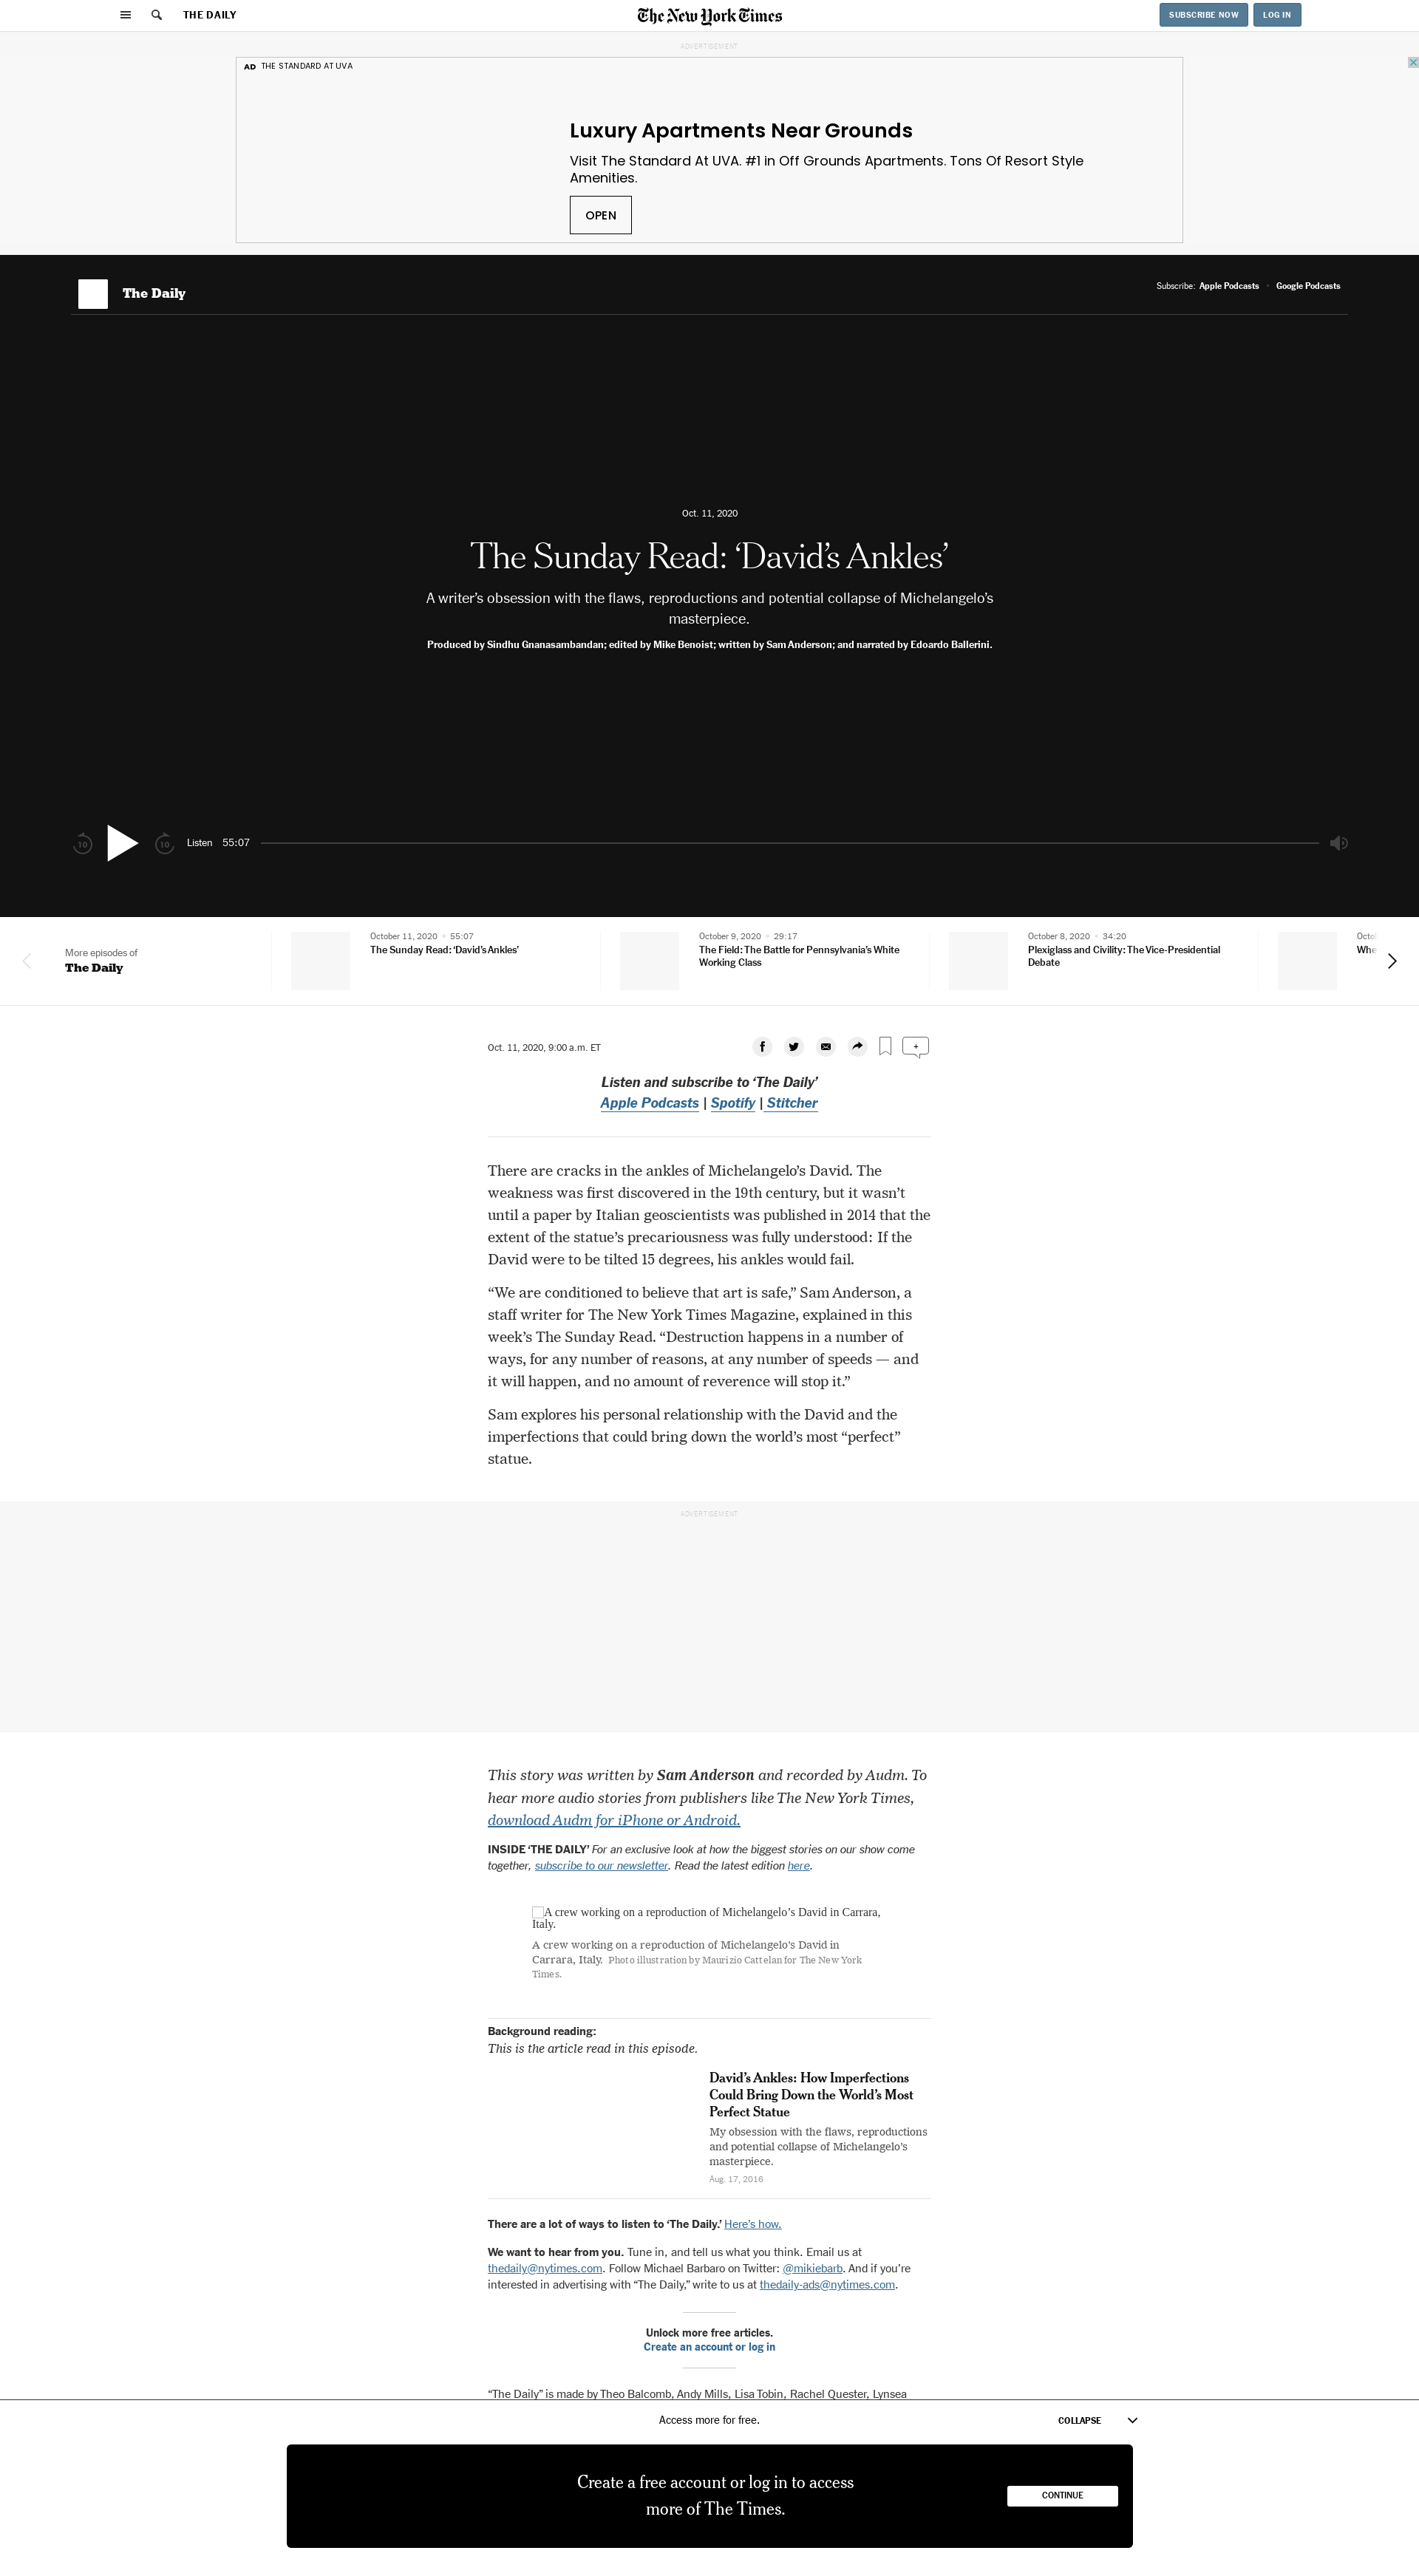 THE DAILY
The New York Times
SUBSCRIBE NOW
LOG IN
ADVERTISEMENT
AD THE STANDARD AT UVA
Luxury Apartments Near Grounds
Visit The Standard At UVA. #1 in Off Grounds Apartments. Tons Of Resort Style
Amenities.
OPEN
The Daily
Subscribe: Apple Podcasts • Google Podcasts
Oct. 11, 2020
The Sunday Read: ‘David’s Ankles’
A writer’s obsession with the flaws, reproductions and potential collapse of Michelangelo’s
masterpiece.
Produced by Sindhu Gnanasambandan; edited by Mike Benoist; written by Sam Anderson; and narrated by Edoardo Ballerini.
10
10
Listen 55:07
More episodes of
The Daily
October 11, 2020 • 55:07
The Sunday Read: ‘David’s Ankles’
October 9, 2020 • 29:17
The Field: The Battle for Pennsylvania’s White
Working Class
October 8, 2020 • 34:20
Plexiglass and Civility: The Vice-Presidential
Debate
Octo
Whe
Oct. 11, 2020, 9:00 a.m. ET
+
Listen and subscribe to ‘The Daily’
Apple Podcasts | Spotify | Stitcher
There are cracks in the ankles of Michelangelo’s David. The
weakness was first discovered in the 19th century, but it wasn’t
until a paper by Italian geoscientists was published in 2014 that the
extent of the statue’s precariousness was fully understood: If the
David were to be tilted 15 degrees, his ankles would fail.
“We are conditioned to believe that art is safe,” Sam Anderson, a
staff writer for The New York Times Magazine, explained in this
week’s The Sunday Read. “Destruction happens in a number of
ways, for any number of reasons, at any number of speeds — and
it will happen, and no amount of reverence will stop it.”
Sam explores his personal relationship with the David and the
imperfections that could bring down the world’s most “perfect”
statue.
ADVERTISEMENT
This story was written by Sam Anderson and recorded by Audm. To
hear more audio stories from publishers like The New York Times,
download Audm for iPhone or Android.
INSIDE ‘THE DAILY’ For an exclusive look at how the biggest stories on our show come
together, subscribe to our newsletter. Read the latest edition here.
A crew working on a reproduction of Michelangelo’s David in Carrara,
Italy.
A crew working on a reproduction of Michelangelo’s David in
Carrara, Italy. Photo illustration by Maurizio Cattelan for The New York
Times.
Background reading:
This is the article read in this episode.
David’s Ankles: How Imperfections
Could Bring Down the World’s Most
Perfect Statue
My obsession with the flaws, reproductions
and potential collapse of Michelangelo’s
masterpiece.
Aug. 17, 2016
There are a lot of ways to listen to ‘The Daily.’ Here’s how.
We want to hear from you. Tune in, and tell us what you think. Email us at
thedaily@nytimes.com. Follow Michael Barbaro on Twitter: @mikiebarb. And if you’re
interested in advertising with “The Daily,” write to us at thedaily-ads@nytimes.com.
Unlock more free articles.
Create an account or log in
“The Daily” is made by Theo Balcomb, Andy Mills, Lisa Tobin, Rachel Quester, Lynsea
Access more for free.
COLLAPSE
Create a free account or log in to access
more of The Times.
CONTINUE